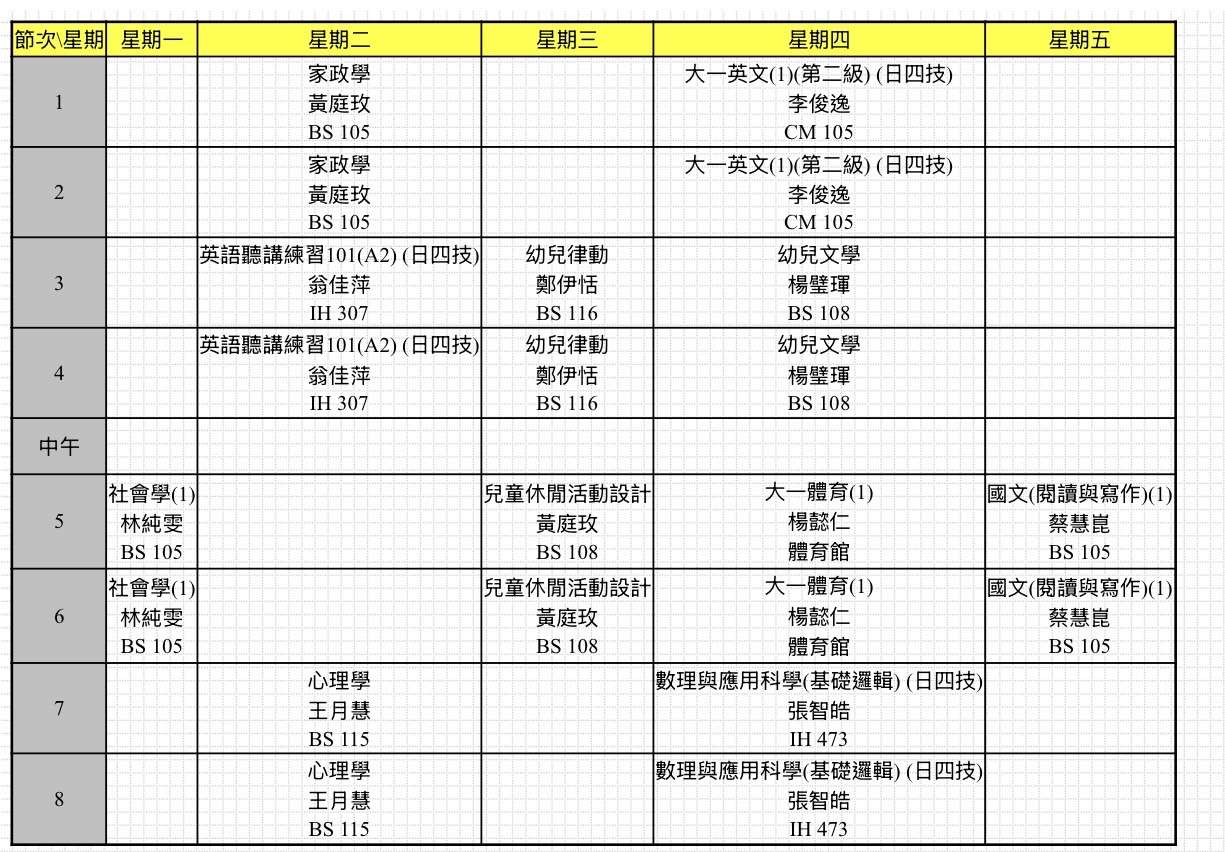 節次\星期 星期一 星期二 星期三 星期四 星期五
1
家政學
黃庭玫
BS 105
大一英文(1)(第二級) (日四技)
李俊逸
CM 105
2
家政學
黃庭玫
BS 105
大一英文(1)(第二級) (日四技)
李俊逸
CM 105
3
英語聽講練習101(A2) (日四技)
翁佳萍
IH 307
幼兒律動
鄭伊恬
BS 116
幼兒文學
楊璧琿
BS 108
4
英語聽講練習101(A2) (日四技)
翁佳萍
IH 307
幼兒律動
鄭伊恬
BS 116
幼兒文學
楊璧琿
BS 108
中午
5
社會學(1)
林純雯
BS 105
兒童休閒活動設計
黃庭玫
BS 108
大一體育(1)
楊懿仁
體育館
國文(閱讀與寫作)(1)
蔡慧崑
BS 105
6
社會學(1)
林純雯
BS 105
兒童休閒活動設計
黃庭玫
BS 108
大一體育(1)
楊懿仁
體育館
國文(閱讀與寫作)(1)
蔡慧崑
BS 105
7
心理學
王月慧
BS 115
數理與應用科學(基礎邏輯) (日四技)
張智皓
IH 473
8
心理學
王月慧
BS 115
數理與應用科學(基礎邏輯) (日四技)
張智皓
IH 473